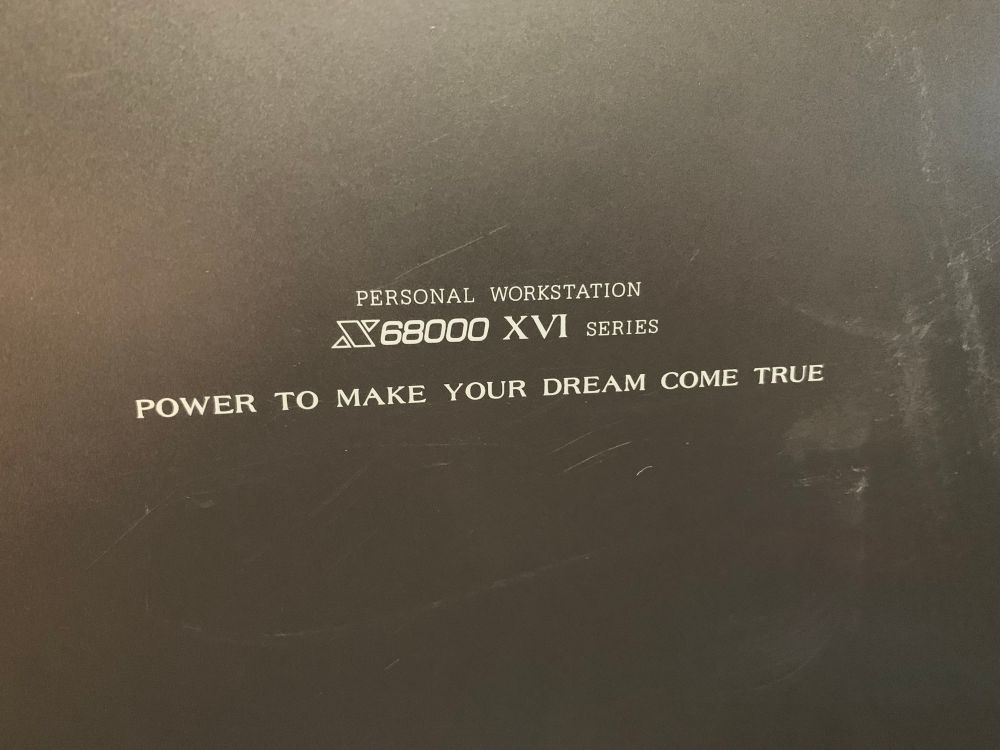 PERSONAL WORKSTATION
X68000 XVI SERIES
POWER TO MAKE YOUR DREAM COME TRUE